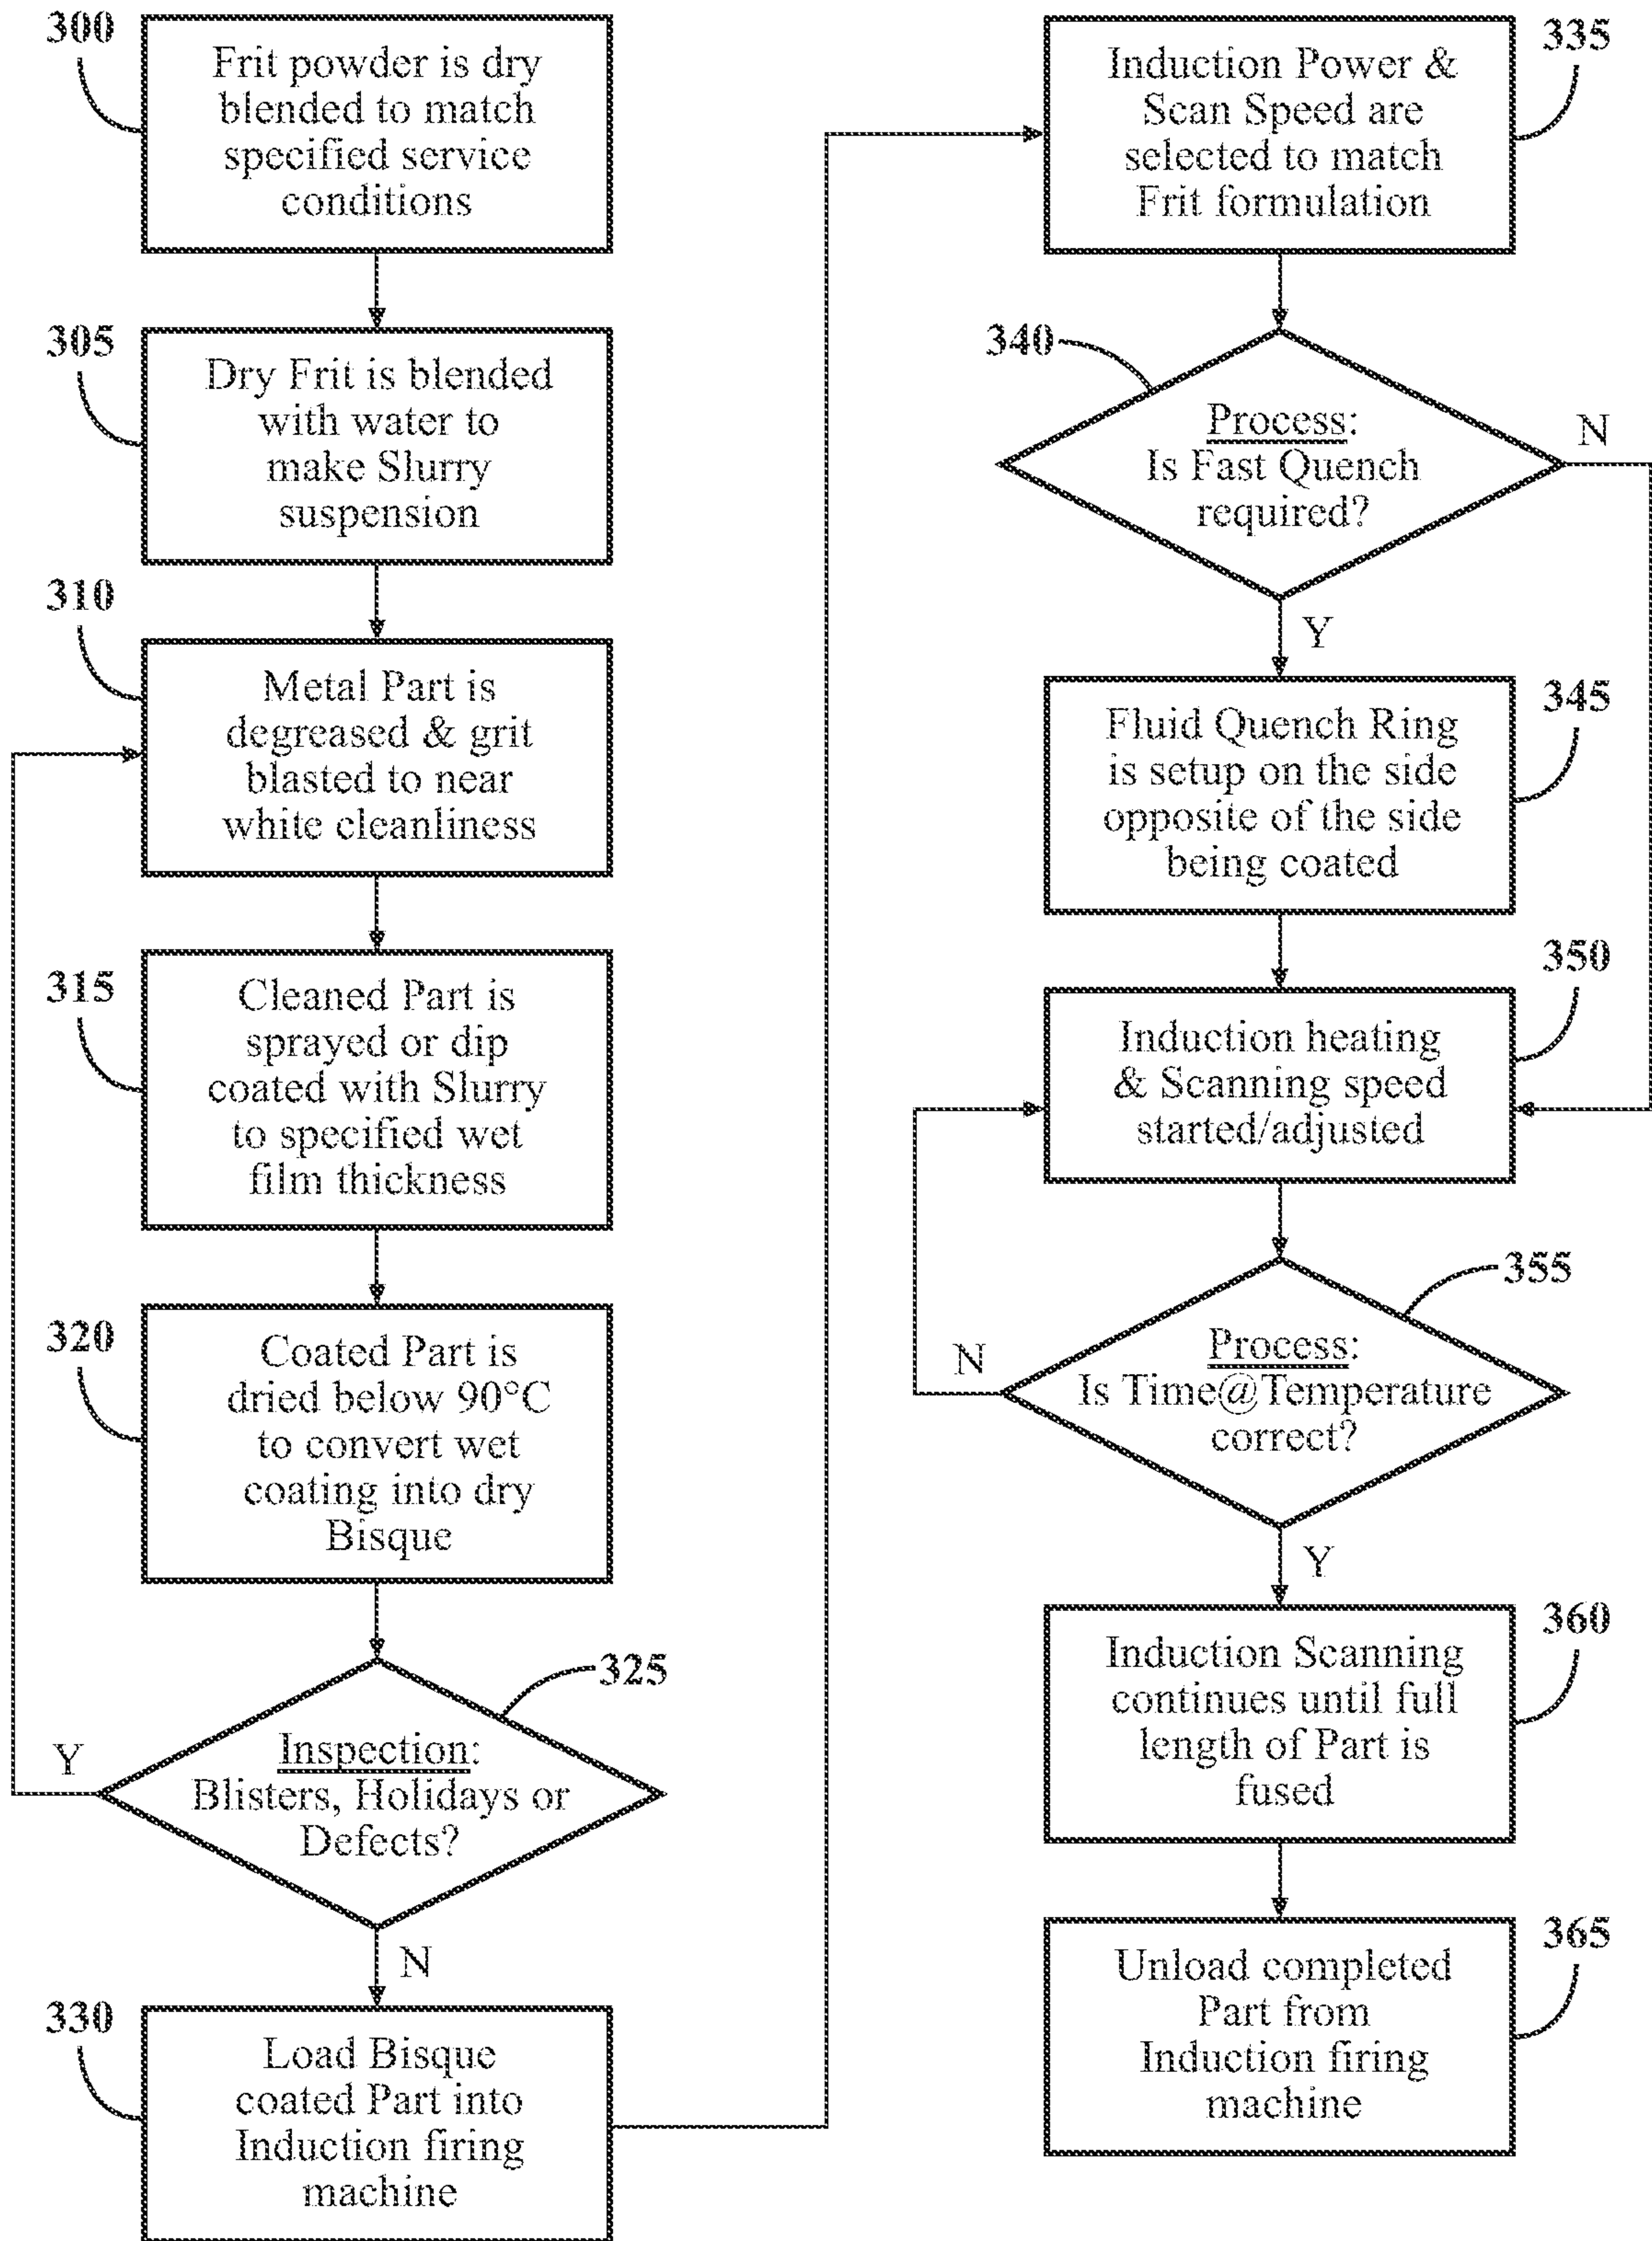 300
Frit powder is dry
blended to match
specified service
conditions
305
Dry Frit is blended
with water to
make Slurry
suspension
310
Metal Part is
degreased & grit
blasted to near
white cleanliness
315
Cleaned Part is
sprayed or dip
coated with Slurry
to specified wet
film thickness
320
Coated Part is
dried below 90°C
to convert wet
coating into dry
Bisque
325
Inspection:
Blisters, Holidays or
Defects?
Y
N
330
Load Bisque
coated Part into
Induction firing
machine
335
Induction Power &
Scan Speed are
selected to match
Frit formulation
340
Process:
Is Fast Quench
required?
N
Y
345
Fluid Quench Ring
is setup on the side
opposite of the side
being coated
350
Induction heating
& Scanning speed
started/adjusted
355
Process:
Is Time@Temperature
correct?
N
Y
360
Induction Scanning
continues until full
length of Part is
fused
365
Unload completed
Part from
Induction firing
machine